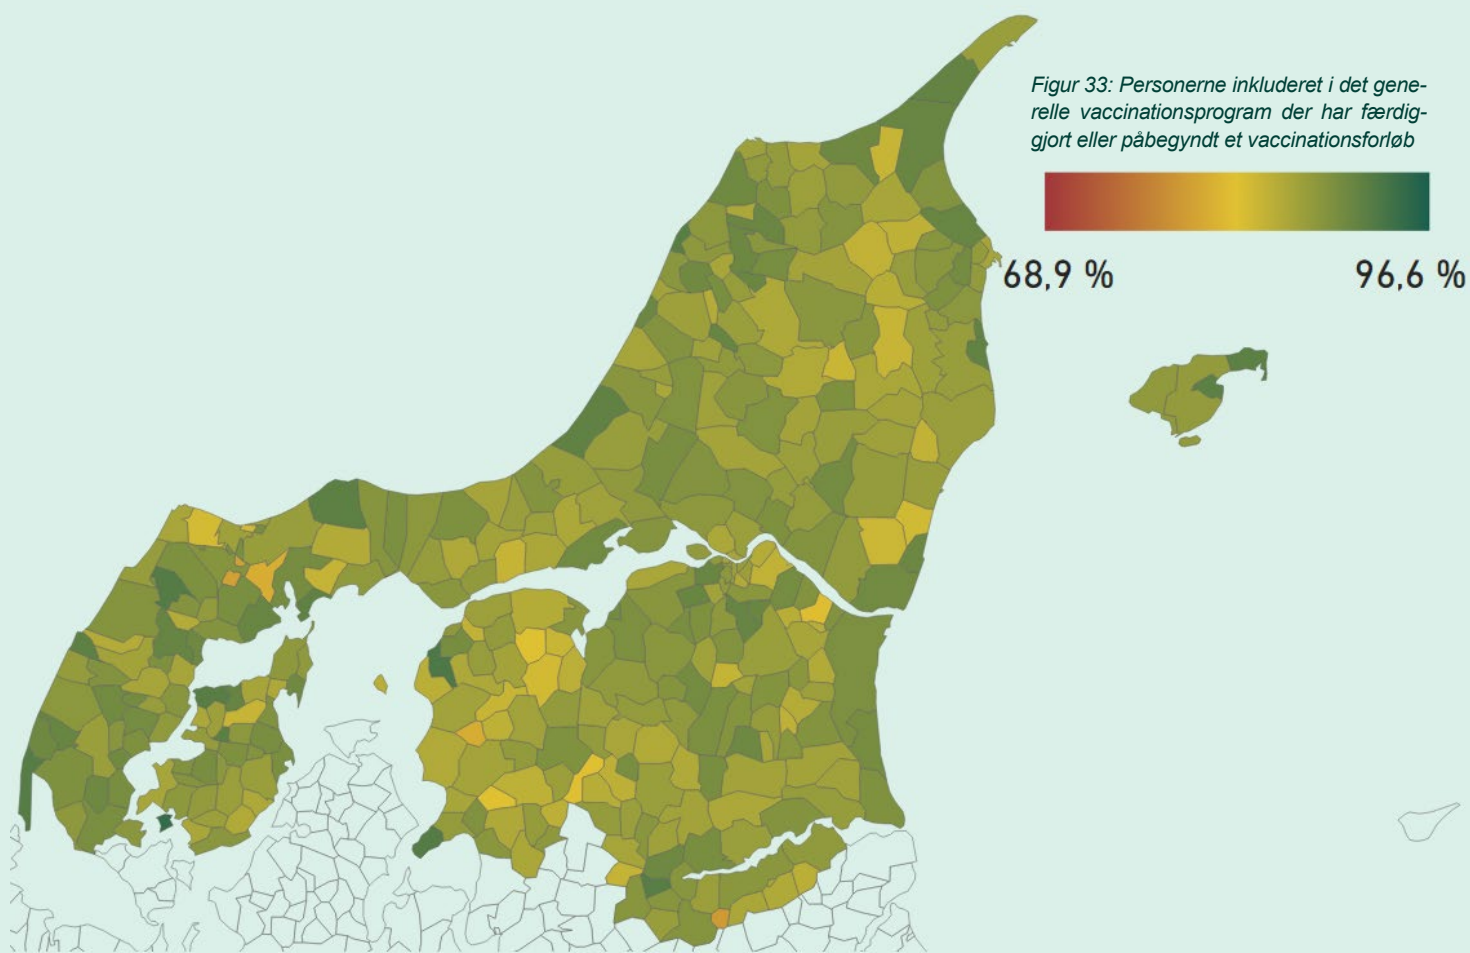 Figur 33: Personerne inkluderet i det gene-
relle vaccinationsprogram der har færdig-
gjort eller påbegyndt et vaccinationsforløb
68,9 %
96,6 %